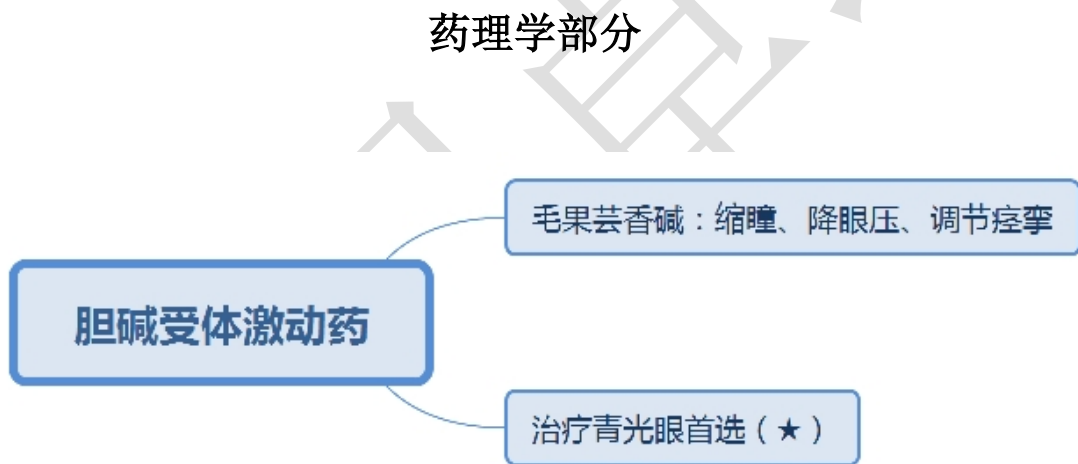 药理学部分
毛果芸香碱：缩瞳、降眼压、调节痉挛
胆碱受体激动药
治疗青光眼首选（★）